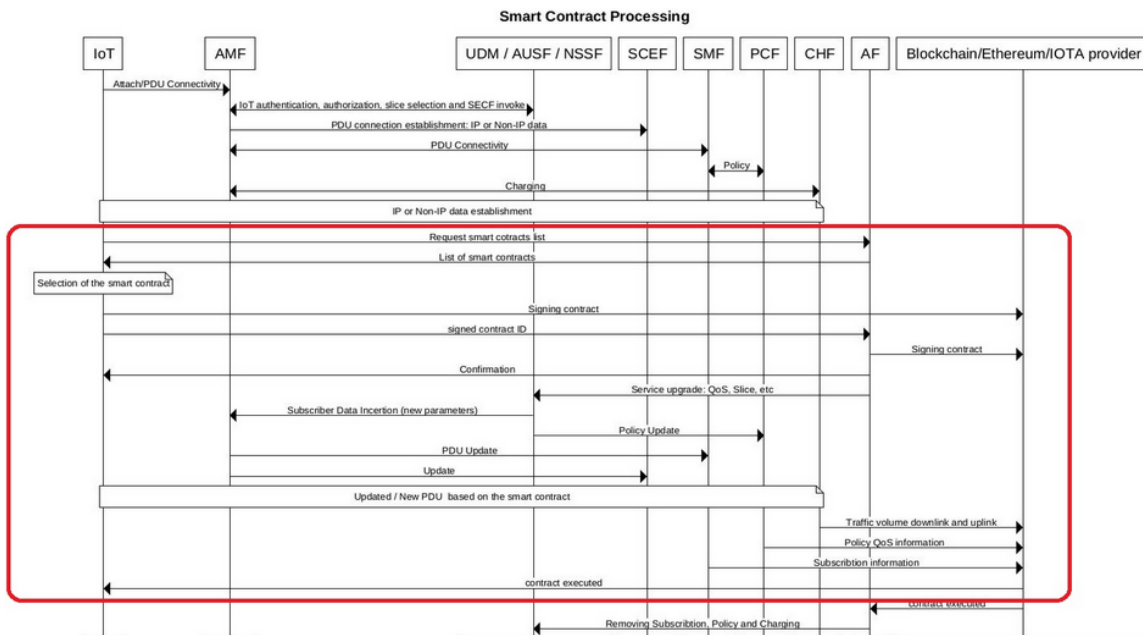 Smart Contract Processing
IoT
AMF
UDM / AUSF / NSSF
SCEF
SMF
PCF
CHF
AF
Blockchain/Ethereum/IOTA provider
Attach/PDU Connectivity
IoT authentication, authorization, slice selection and SECF invoke
PDU connection establishment: IP or Non-IP data
PDU Connectivity
Policy
Charging
IP or Non-IP data establishment
Request smart cotracts list
List of smart contracts
Selection of the smart contract
Signing contract
signed contract ID
Signing contract
Confirmation
Service upgrade: QoS, Slice, etc
Subscriber Data Incertion (new parameters)
Policy Update
PDU Update
Update
Updated / New PDU based on the smart contract
Traffic volume downlink and uplink
Policy QoS information
Subscribtion information
contract executed
contract executed
Removing Subscribtion, Policy and Charging